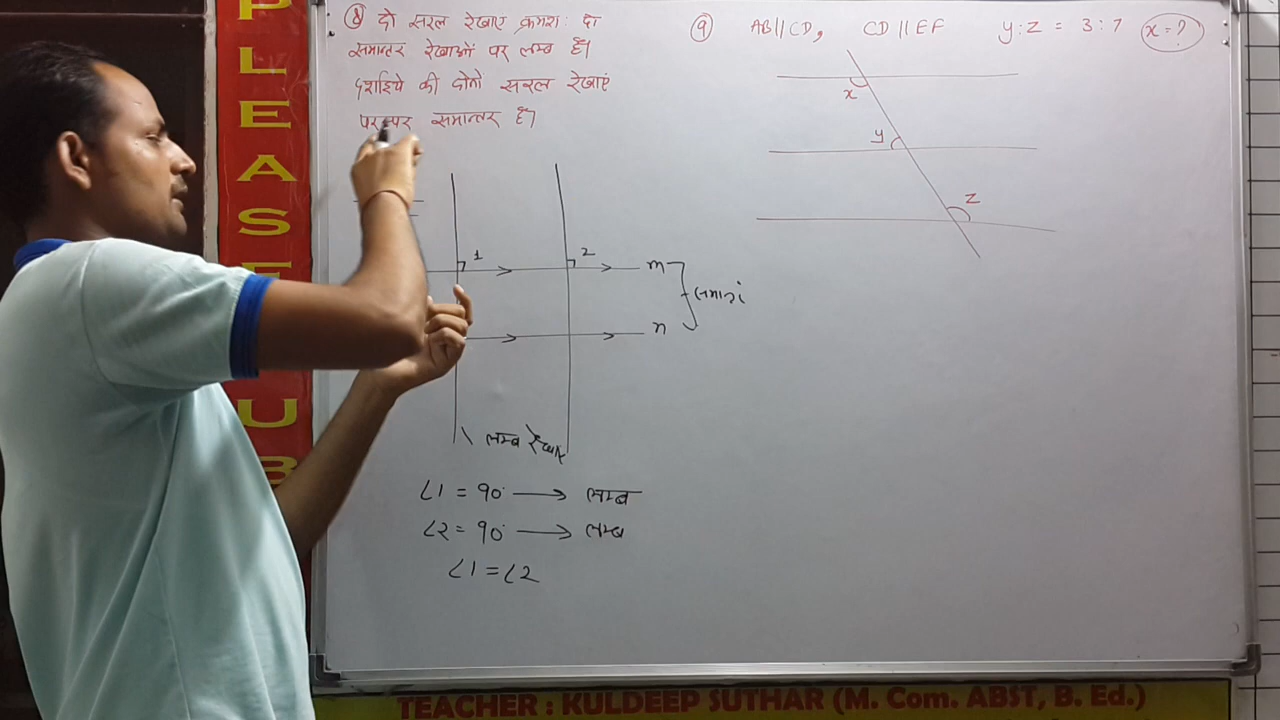 PLEASE
UB
⑧ दो सरल रेखाएं क्रमशः दो
समान्तर रेखाओं पर लम्ब है।
दर्शाइये की दोनो सरल रेखाएं
परस्पर समान्तर है।
1
2
m
n
लम्ब रेखा
∠1 = 90° → लम्ब
∠2 = 90° → लम्ब
∠1 = ∠2
⑨ AB||CD, CD||EF y:z = 3:7 x=?
x
y
z
TEACHER : KULDEEP SUTHAR (M. Com. ABST, B. Ed.)